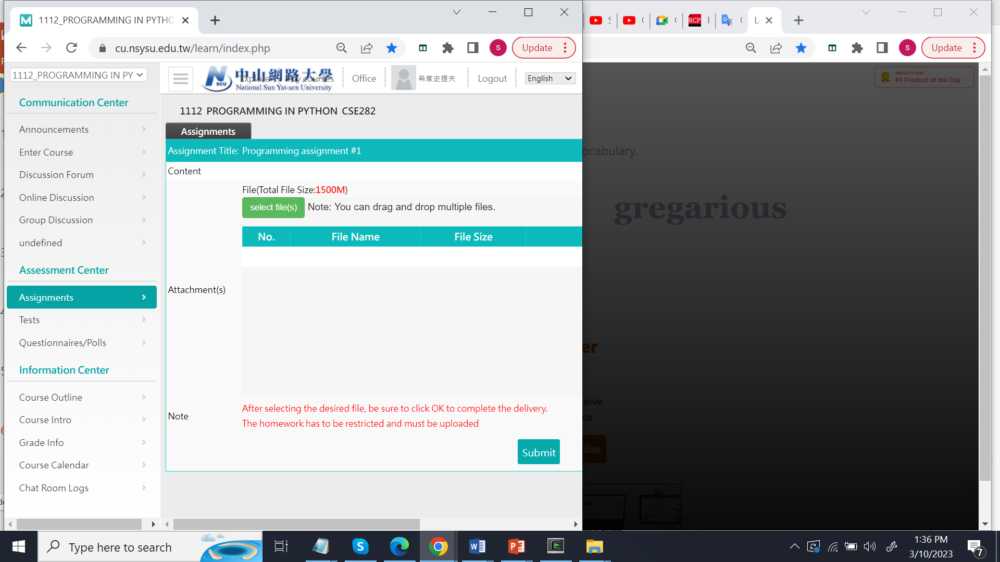 1112_PROGRAMMING IN PYTHO
cu.nsysu.edu.tw/learn/index.php
S
Update
S
Update
1112_PROGRAMMING IN PY
NSCU
中山網路大學
National Sun Yat-sen University
Explore
My courses
Office
希家史提夫
Logout
English
Communication Center
Announcements
Enter Course
Discussion Forum
Online Discussion
Group Discussion
undefined
Assessment Center
Assignments
Tests
Questionnaires/Polls
Information Center
Course Outline
Course Intro
Grade Info
Course Calendar
Chat Room Logs
1112 PROGRAMMING IN PYTHON CSE282
Assignments
Assignment Title: Programming assignment #1
Content
File(Total File Size:1500M)
select file(s) Note: You can drag and drop multiple files.
No. File Name File Size
Attachment(s)
Note
After selecting the desired file, be sure to click OK to complete the delivery.
The homework has to be restricted and must be uploaded
Submit
RCP
PRODUCT HUNT
#1 Product of the Day
ocabulary.
gregarious
er
eive
ox.
ibe
Type here to search
1:36 PM
3/10/2023
7